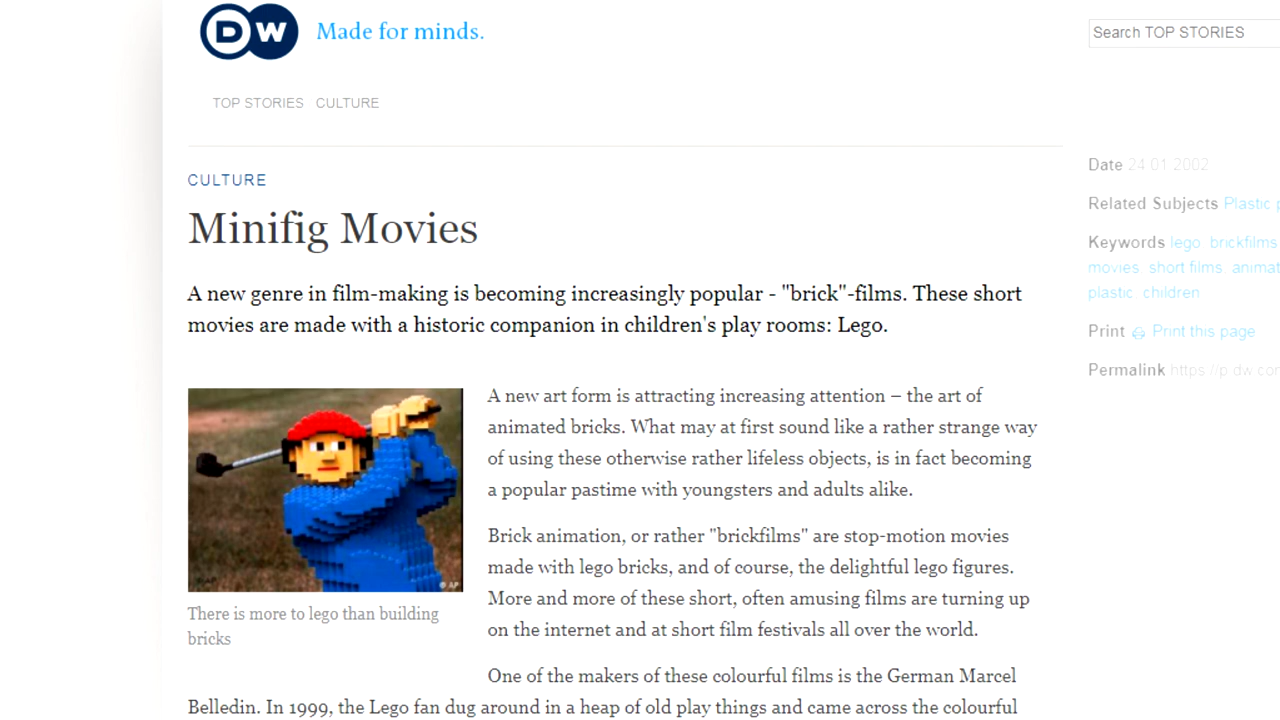 DW Made for minds.
Search TOP STORIES
TOP STORIES CULTURE
CULTURE
Minifig Movies
A new genre in film-making is becoming increasingly popular - "brick"-films. These short
movies are made with a historic companion in children's play rooms: Lego.
© AP
There is more to lego than building
bricks
A new art form is attracting increasing attention – the art of
animated bricks. What may at first sound like a rather strange way
of using these otherwise rather lifeless objects, is in fact becoming
a popular pastime with youngsters and adults alike.
Brick animation, or rather "brickfilms" are stop-motion movies
made with lego bricks, and of course, the delightful lego figures.
More and more of these short, often amusing films are turning up
on the internet and at short film festivals all over the world.
One of the makers of these colourful films is the German Marcel
Belledin. In 1999, the Lego fan dug around in a heap of old play things and came across the colourful
Date 24.01.2002
Related Subjects Plastic
Keywords lego, brickfilms
movies, short films,
plastic, children
Print Print this page
Permalink